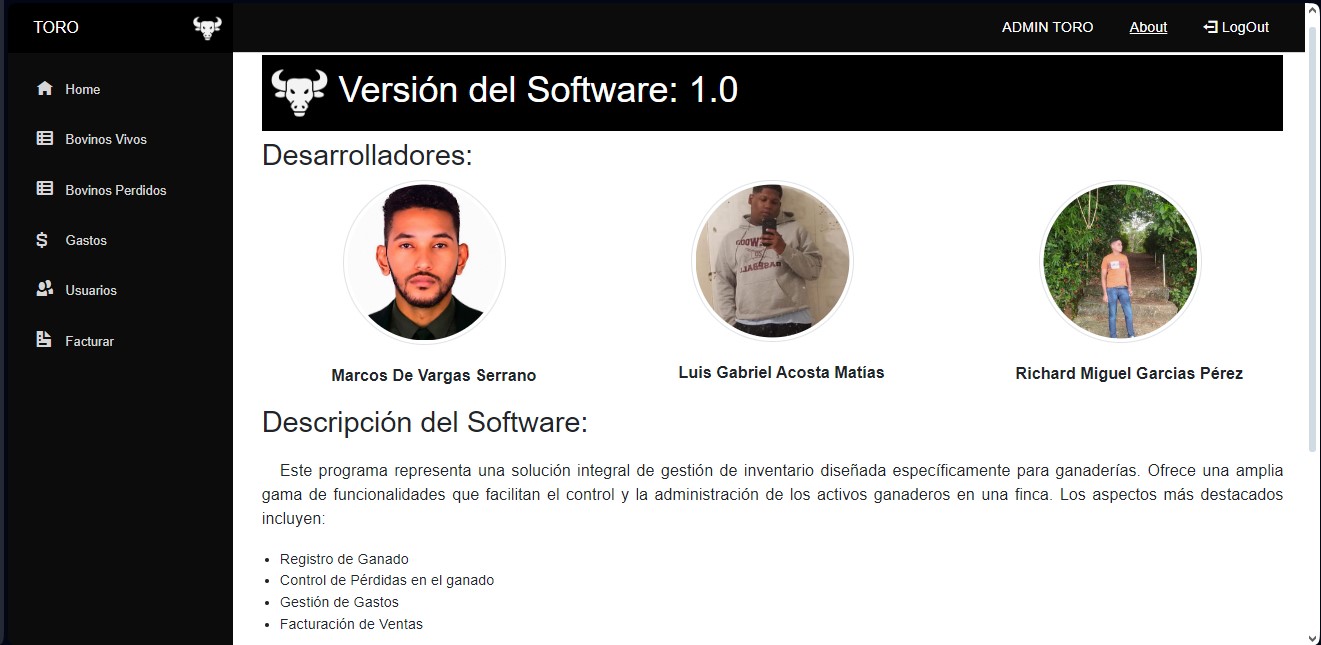 TORO
ADMIN TORO
About
LogOut
Home
Bovinos Vivos
Bovinos Perdidos
Gastos
Usuarios
Facturar
Versión del Software: 1.0
Desarrolladores:
Marcos De Vargas Serrano
Luis Gabriel Acosta Matías
Richard Miguel Garcias Pérez
Descripción del Software:
Este programa representa una solución integral de gestión de inventario diseñada específicamente para ganaderías. Ofrece una amplia
gama de funcionalidades que facilitan el control y la administración de los activos ganaderos en una finca. Los aspectos más destacados
incluyen:
• Registro de Ganado
• Control de Pérdidas en el ganado
• Gestión de Gastos
• Facturación de Ventas